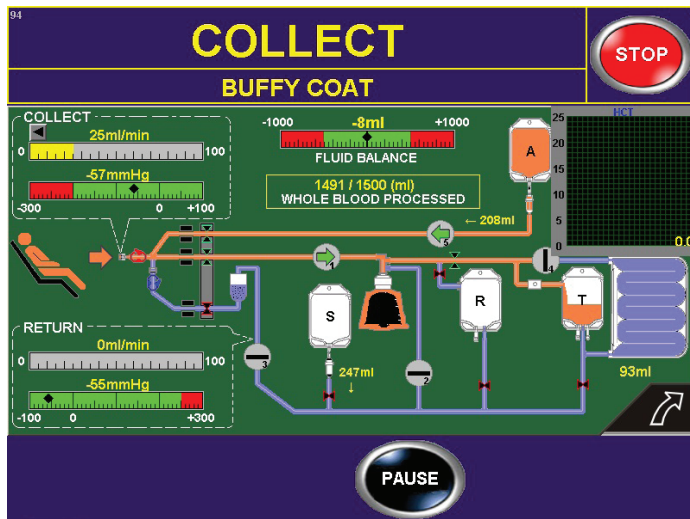 94
COLLECT
STOP
BUFFY COAT
COLLECT
25ml/min
0 100
-57mmHg
-300 0 +100
-8ml
-1000 +1000
FLUID BALANCE
1491 / 1500 (ml)
WHOLE BLOOD PROCESSED
HCT
25
20
15
10
5
0
0.0
A
← 208ml
5
1
4
S
R
T
RETURN
0ml/min
0 100
-55mmHg
-100 0 +300
3
247ml
↓
2
93ml
PAUSE